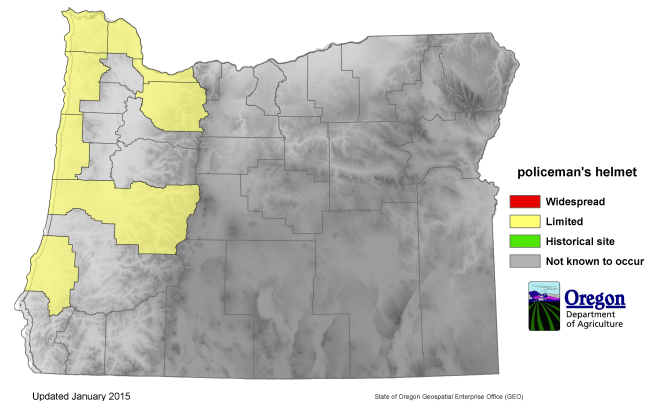 policeman's helmet
Widespread
Limited
Historical site
Not known to occur
Oregon
Department
of Agriculture
Updated January 2015
State of Oregon Geospatial Enterprise Office (GEO)